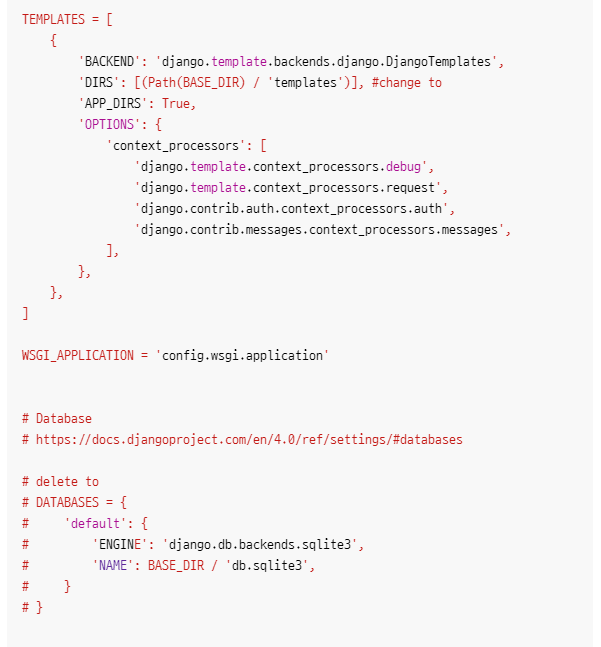 TEMPLATES = [
    {
        'BACKEND': 'django.template.backends.django.DjangoTemplates',
        'DIRS': [(Path(BASE_DIR) / 'templates')], #change to
        'APP_DIRS': True,
        'OPTIONS': {
            'context_processors': [
                'django.template.context_processors.debug',
                'django.template.context_processors.request',
                'django.contrib.auth.context_processors.auth',
                'django.contrib.messages.context_processors.messages',
            ],
        },
    },
]
WSGI_APPLICATION = 'config.wsgi.application'
# Database
# https://docs.djangoproject.com/en/4.0/ref/settings/#databases
# delete to
# DATABASES = {
#     'default': {
#         'ENGINE': 'django.db.backends.sqlite3',
#         'NAME': BASE_DIR / 'db.sqlite3',
#     }
# }